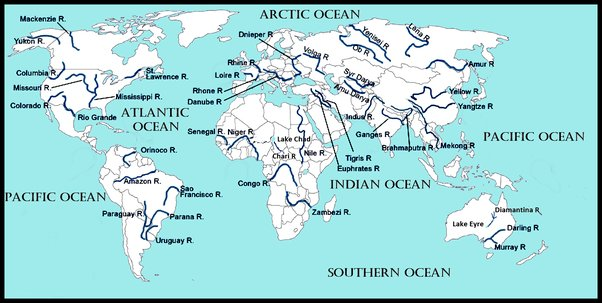 ARCTIC OCEAN
Mackenzie R.
Yukon R.
Dnieper R
Volga R
Yenisei R
Ob R
Lena R
Columbia R
St.
Lawrence R.
Rhine R
Loire R
Amur R
Missouri R
Syr Darya
Amu Darya
Mississippi R.
Rhone R
Yellow R.
Colorado R
Danube R
Yangtze R
Rio Grande
ATLANTIC
OCEAN
Indus R
Senegal R.
Niger R.
Lake Chad
Ganges R.
PACIFIC OCEAN
Orinoco R.
Chari R
Nile R
Brahmaputra R
Mekong R
Tigris R
Euphrates R
Amazon R.
Congo R.
INDIAN OCEAN
PACIFIC OCEAN
Sao
Francisco R.
Paraguay R
Parana R.
Zambezi R.
Diamantina R
Lake Eyre
Darling R
Uruguay R.
Murray R
SOUTHERN OCEAN